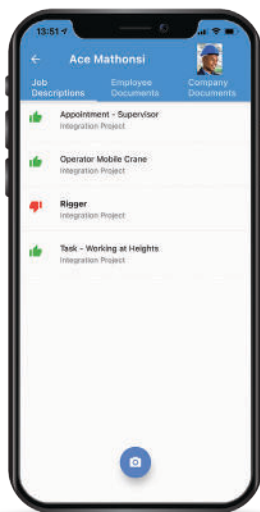 13:51
Ace Mathonsi
Job Descriptions
Employee Documents
Company Documents
Appointment - Supervisor
Integration Project
Operator Mobile Crane
Integration Project
Rigger
Integration Project
Task - Working at Heights
Integration Project